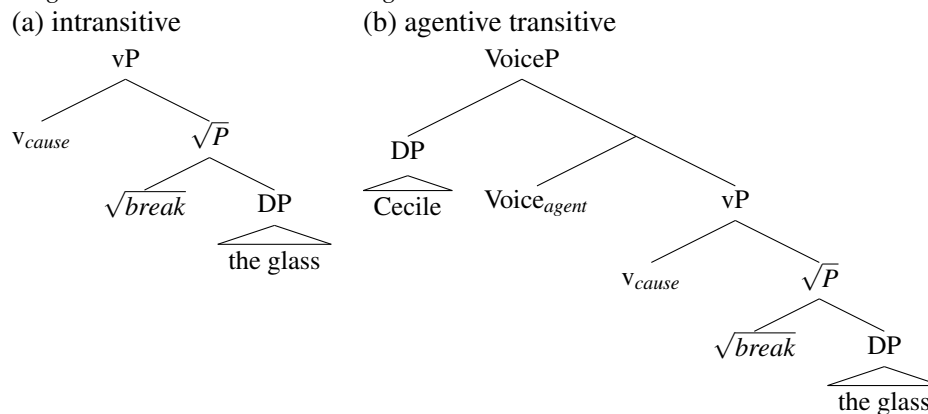 (a) intransitive (b) agentive transitive
vP VoiceP
v_cause √P DP
√break DP Cecile Voice_agent vP
the glass v_cause √P
√break DP
the glass